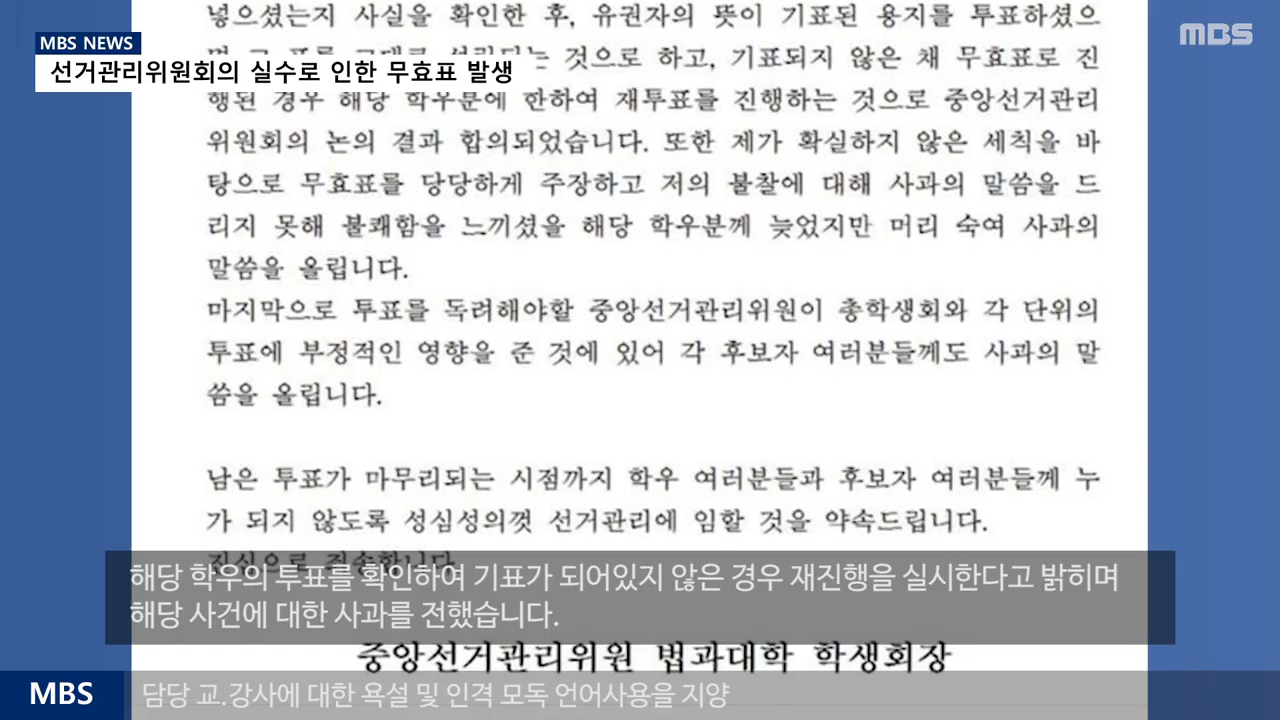 넣으셨는지 사실을 확인한 후, 유권자의 뜻이 기표된 용지를 투표하셨으
MBS
MBS NEWS
선거관리위원회의 실수로 인한 무효표 발생
것으로 하고, 기표되지 않은 채 무효표로 진
행된 경우 해당 학우분에 한하여 재투표를 진행하는 것으로 중앙선거관리
위원회의 논의 결과 합의되었습니다. 또한 제가 확실하지 않은 세칙을 바
탕으로 무효표를 당당하게 주장하고 저의 불찰에 대해 사과의 말씀을 드
리지 못해 불쾌함을 느끼셨을 해당 학우분께 늦었지만 머리 숙여 사과의
말씀을 올립니다.
마지막으로 투표를 독려해야할 중앙선거관리위원이 총학생회와 각 단위의
투표에 부정적인 영향을 준 것에 있어 각 후보자 여러분들께도 사과의 말
씀을 올립니다.
남은 투표가 마무리되는 시점까지 학우 여러분들과 후보자 여러분들께 누
가 되지 않도록 성심성의껏 선거관리에 임할 것을 약속드립니다.
진심으로 죄송합니다.
해당 학우의 투표를 확인하여 기표가 되어있지 않은 경우 재진행을 실시한다고 밝히며
해당 사건에 대한 사과를 전했습니다.
중앙선거관리위원 법과대학 학생회장
MBS
담당 교.강사에 대한 욕설 및 인격 모독 언어사용을 지양